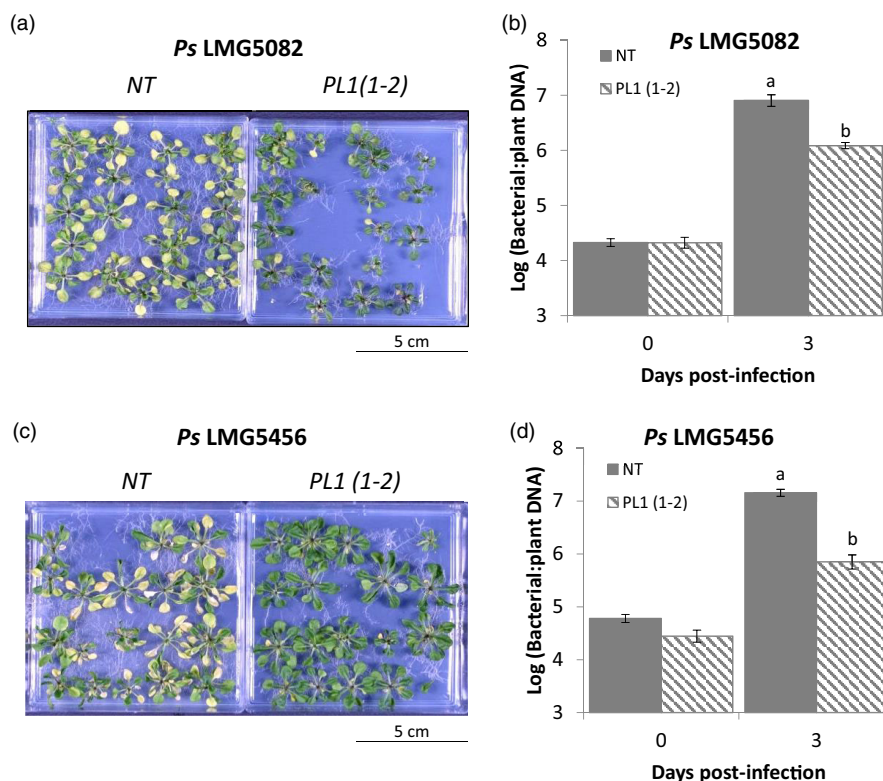 (a)
Ps LMG5082
NT PL1(1-2)
5 cm
(b)
Ps LMG5082
NT
PL1 (1-2)
8
7
6
5
4
3
Log (Bacterial:plant DNA)
a
b
0 3
Days post-infection
(c)
Ps LMG5456
NT PL1 (1-2)
5 cm
(d)
Ps LMG5456
NT
PL1 (1-2)
8
7
6
5
4
3
Log (Bacterial:plant DNA)
a
b
0 3
Days post-infection